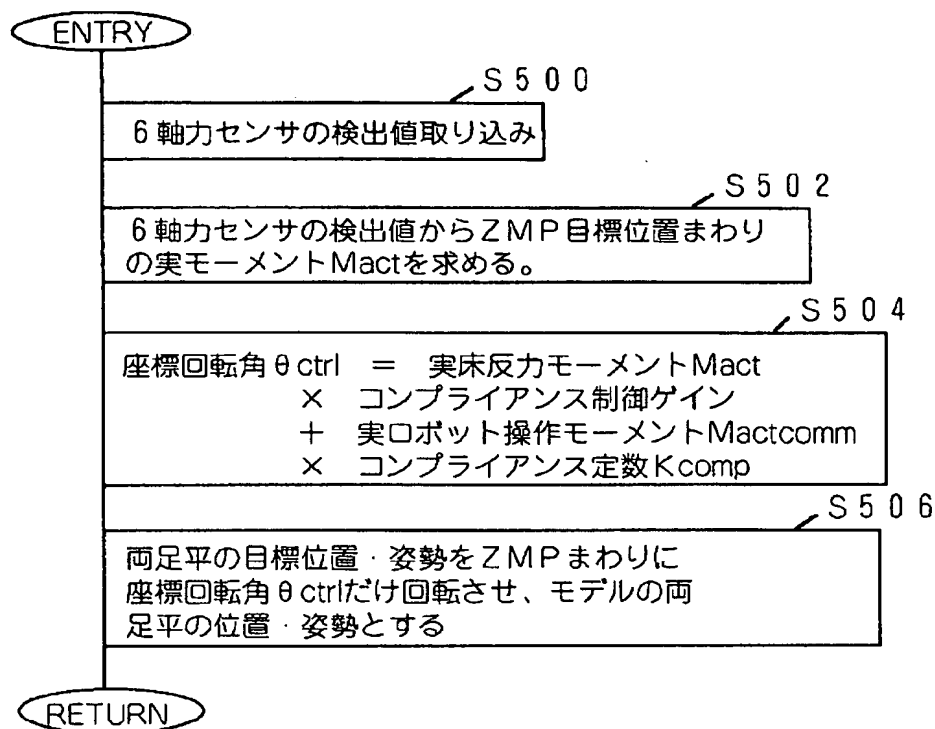 ENTRY
S500
6軸力センサの検出値取り込み
S502
6軸力センサの検出値からZMP目標位置まわり
の実モーメントMactを求める。
S504
座標回転角θctrl = 実床反力モーメントMact
× コンプライアンス制御ゲイン
+ 実ロボット操作モーメントMactcomm
× コンプライアンス定数Kcomp
S506
両足平の目標位置・姿勢をZMPまわりに
座標回転角θctrlだけ回転させ、モデルの両
足平の位置・姿勢とする
RETURN